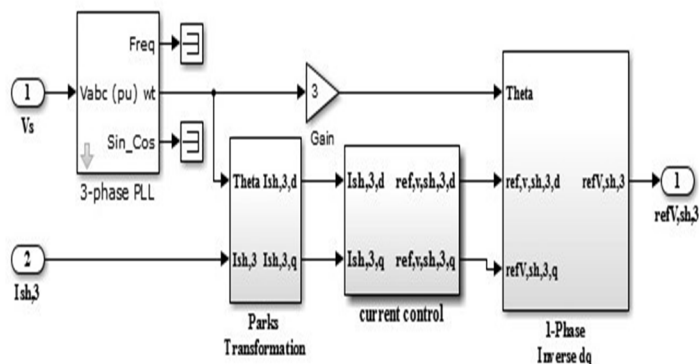 1
Vs
Freq
Vabc (pu) wt
Sin_Cos
3-phase PLL
3
Gain
2
Ish,3
Theta Ish,3,d
Ish,3 Ish,3,q
Parks
Transformation
Ish,3,d ref,v,sh,3,d
Ish,3,q ref,v,sh,3,q
current control
Theta
ref,v,sh,3,d refV,sh,3
refV,sh,3,q
1-Phase
Inverse dq
1
refV,sh,3